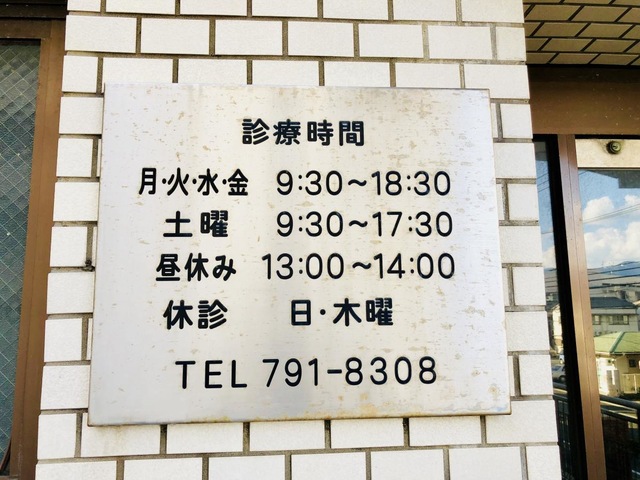 診療時間
月·火·水·金 9:30~18:30
土曜 9:30~17:30
昼休み 13:00~14:00
休診 日·木曜
TEL 791-8308